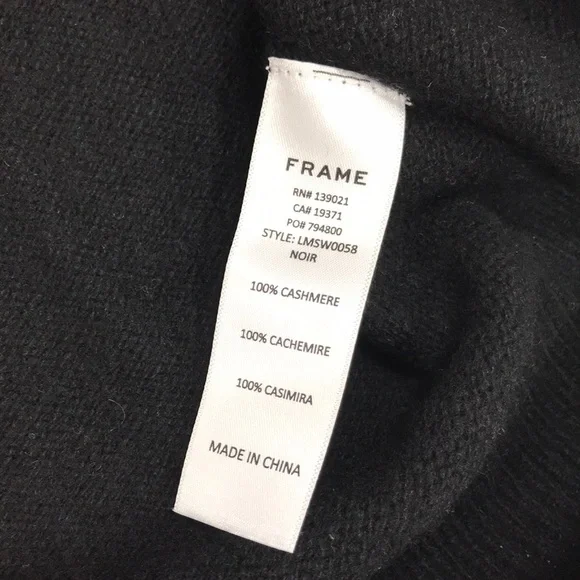 FRAME
RN# 139021
CA# 19371
PO# 794800
STYLE: LMSW0058
NOIR
100% CASHMERE
100% CACHEMIRE
100% CASIMIRA
MADE IN CHINA